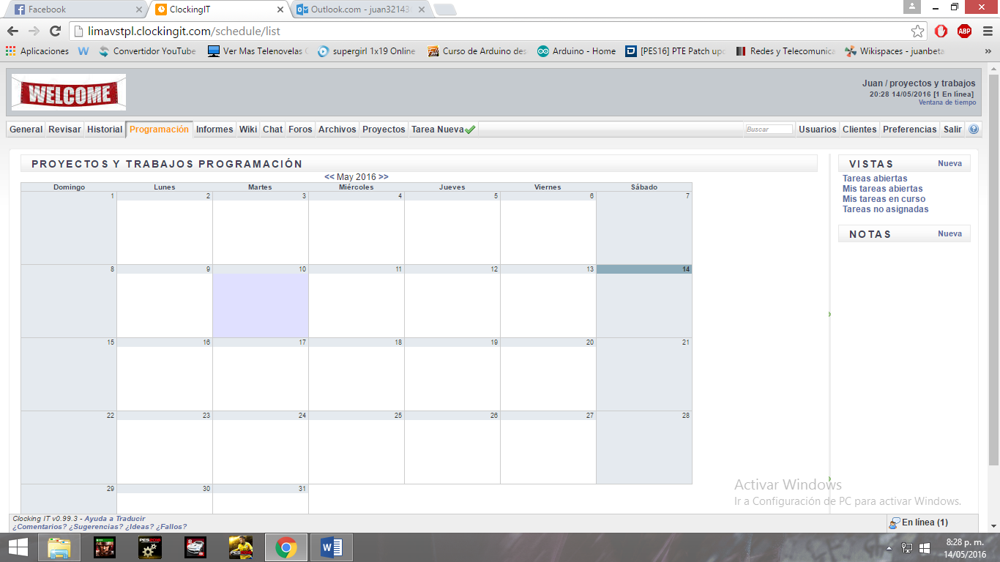 Facebook
ClockingIT
Outlook.com - juan32143
limavstpl.clockingit.com/schedule/list
ABP
Aplicaciones
W
Convertidor YouTube
Ver Mas Telenovelas
supergirl 1x19 Online
Curso de Arduino des
Arduino - Home
[PES16] PTE Patch upd
Redes y Telecomunica
Wikispaces - juanbeta
WELCOME
Juan / proyectos y trabajos
20:28 14/05/2016 [1 En línea]
Ventana de tiempo
General Revisar Historial Programación Informes Wiki Chat Foros Archivos Proyectos Tarea Nueva
Buscar
Usuarios Clientes Preferencias Salir
PROYECTOS Y TRABAJOS PROGRAMACIÓN
<< May 2016 >>
Domingo Lunes Martes Miércoles Jueves Viernes Sábado
1 2 3 4 5 6 7
8 9 10 11 12 13 14
15 16 17 18 19 20 21
22 23 24 25 26 27 28
29 30 31
VISTAS Nueva
Tareas abiertas
Mis tareas abiertas
Mis tareas en curso
Tareas no asignadas
NOTAS Nueva
Activar Windows
Ir a Configuración de PC para activar Windows.
Clocking IT v0.99.3 - Ayuda a Traducir
¿Comentarios? ¿Sugerencias? ¿Ideas? ¿Fallos?
En línea (1)
8:28 p. m.
14/05/2016